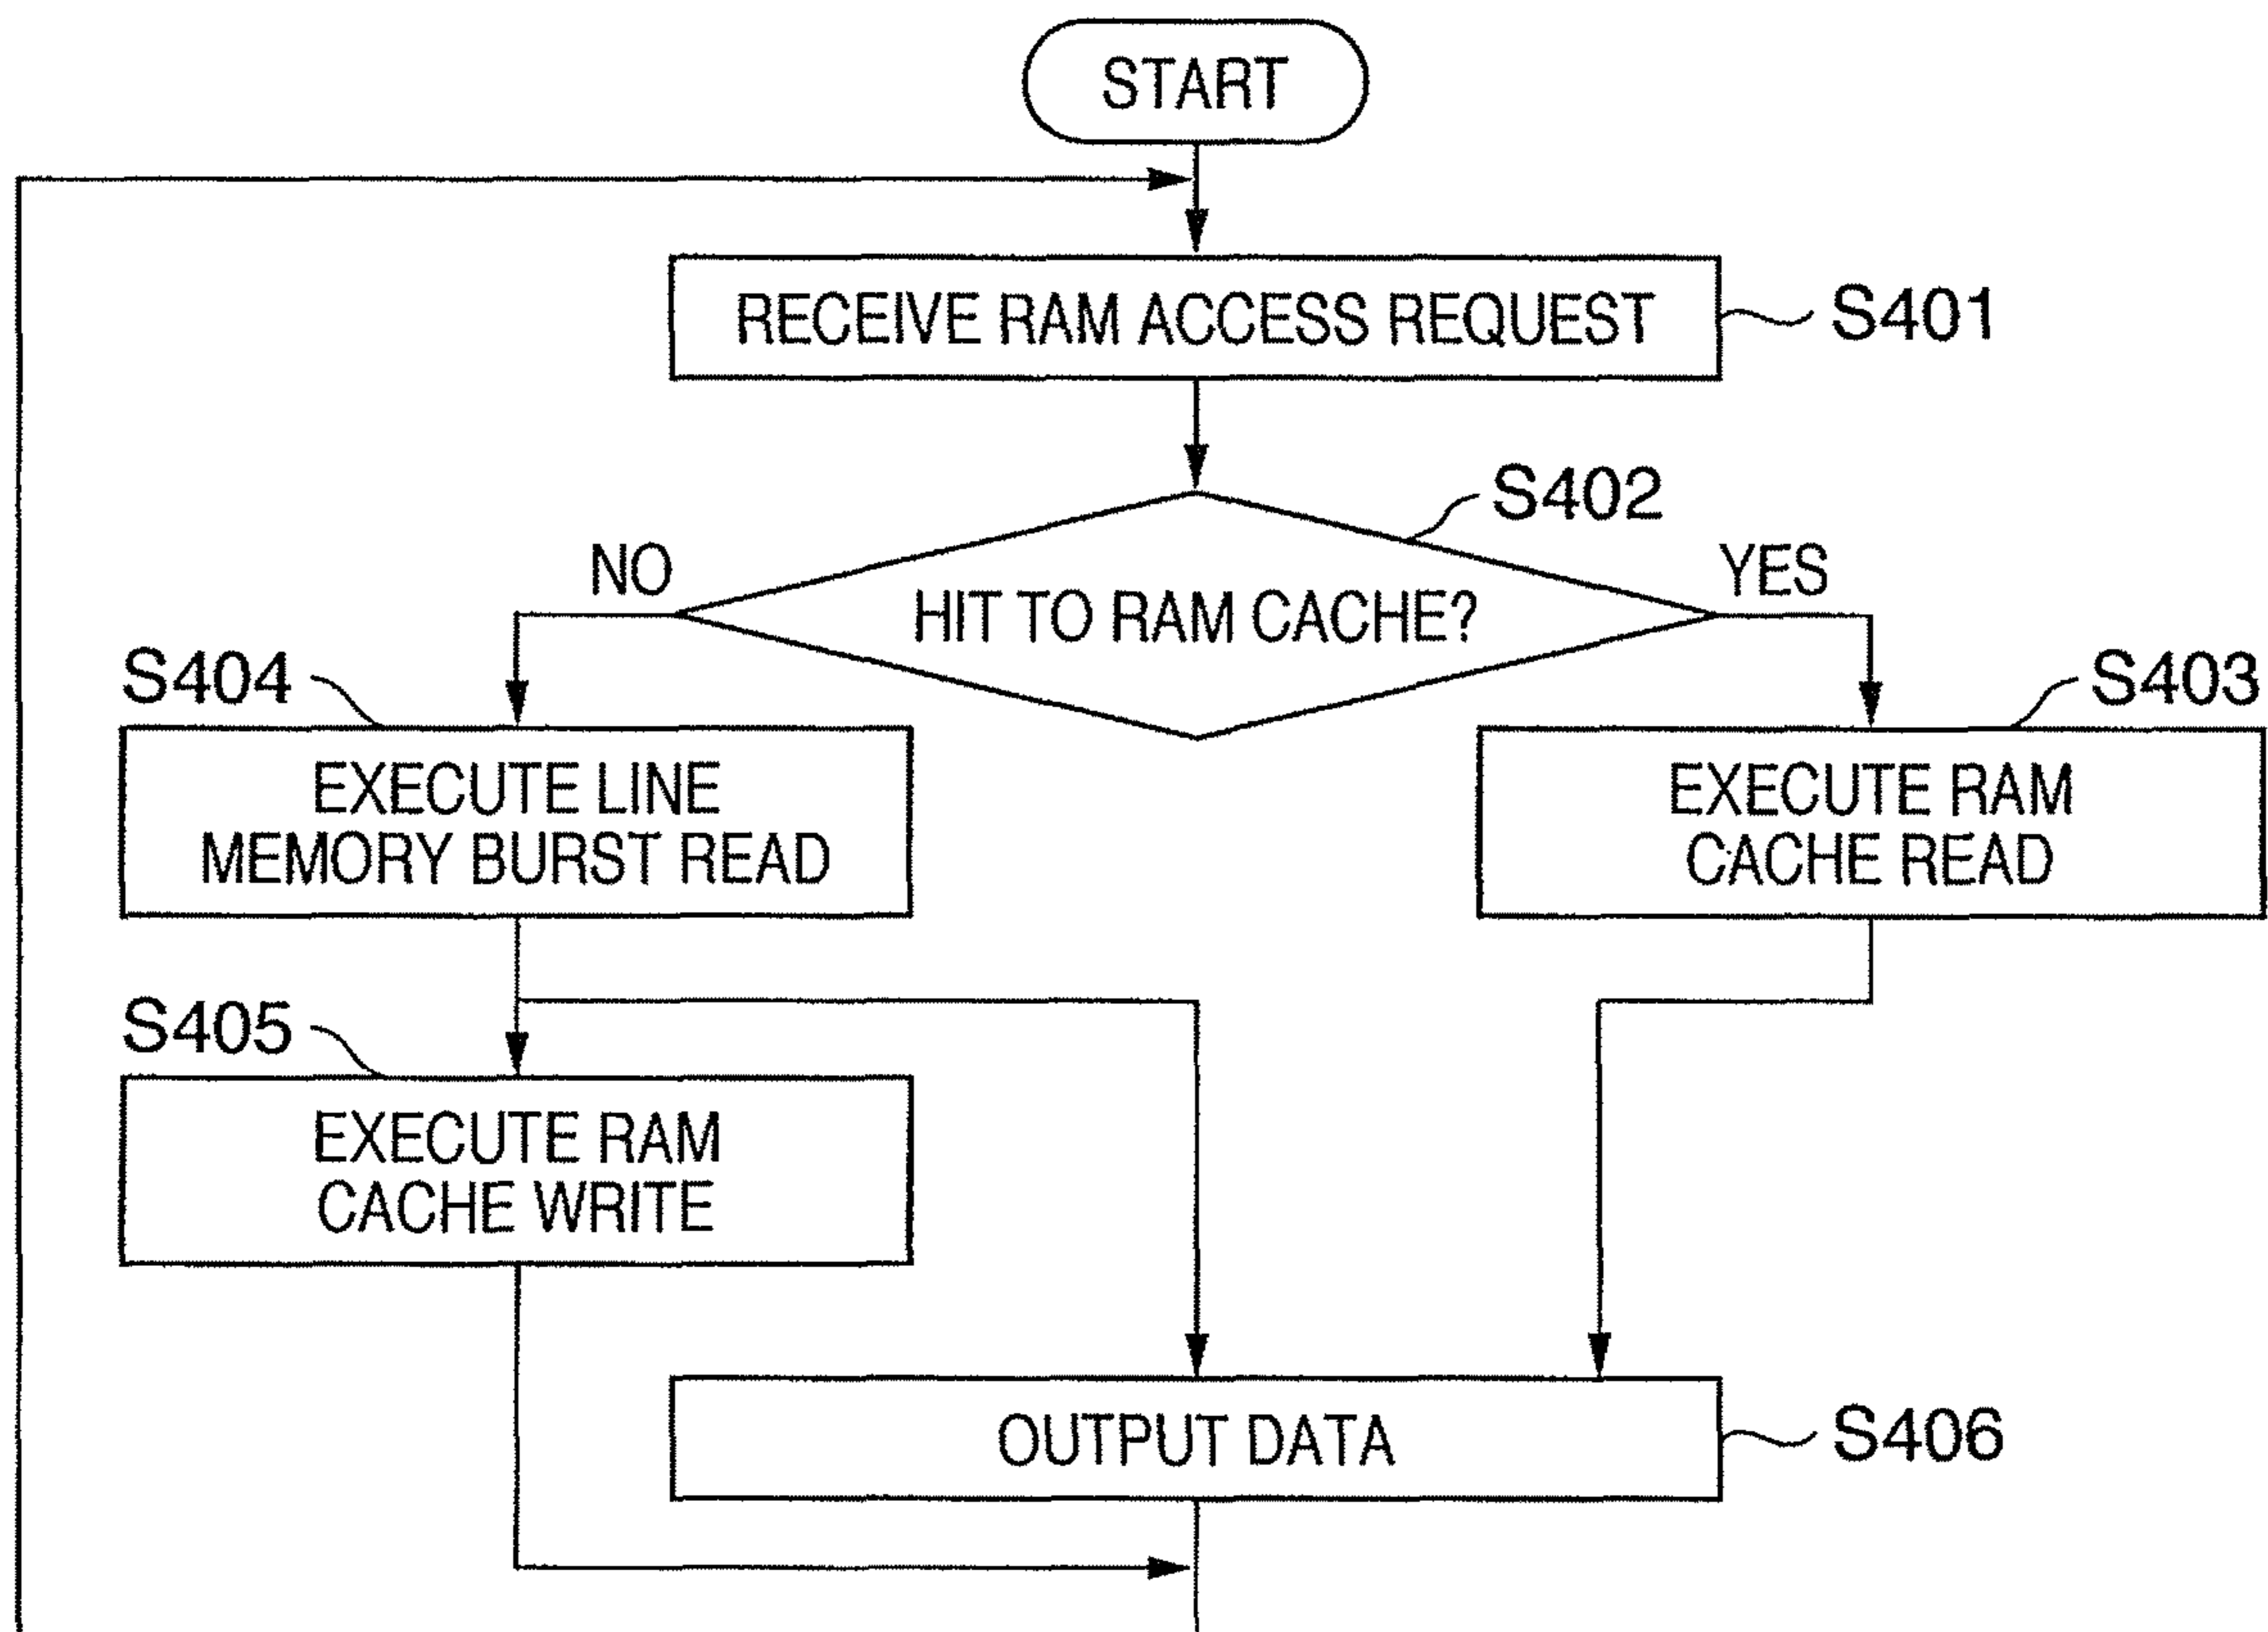 START
RECEIVE RAM ACCESS REQUEST
S401
S402
NO
HIT TO RAM CACHE?
YES
S404
S403
EXECUTE LINE
MEMORY BURST READ
EXECUTE RAM
CACHE READ
S405
EXECUTE RAM
CACHE WRITE
OUTPUT DATA
S406